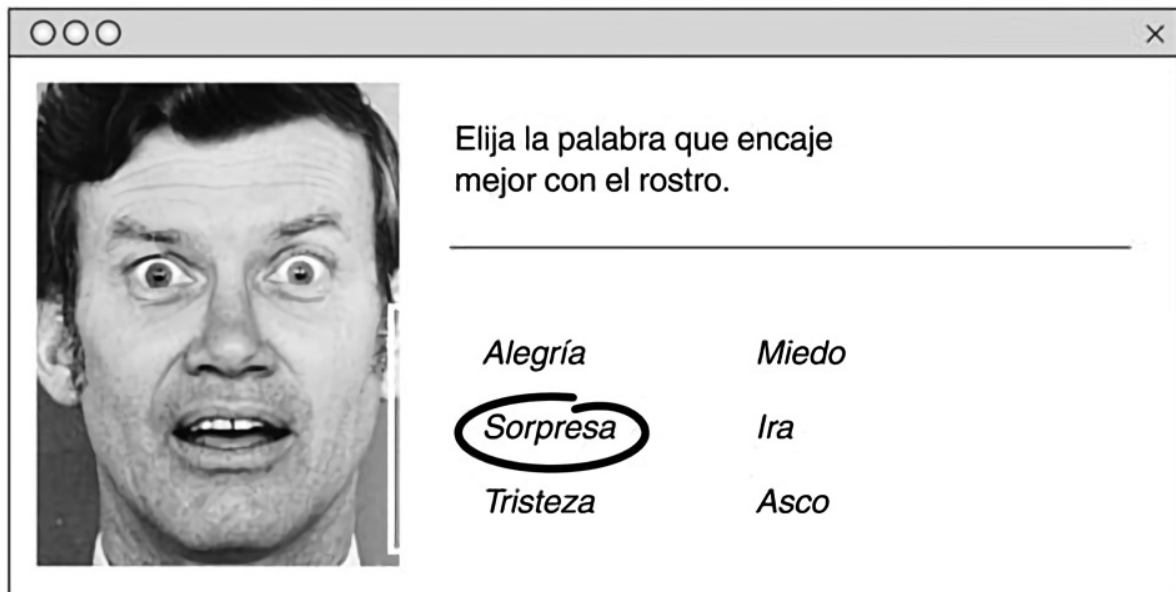 Elija la palabra que encaje
mejor con el rostro.
Alegría Miedo
Sorpresa Ira
Tristeza Asco